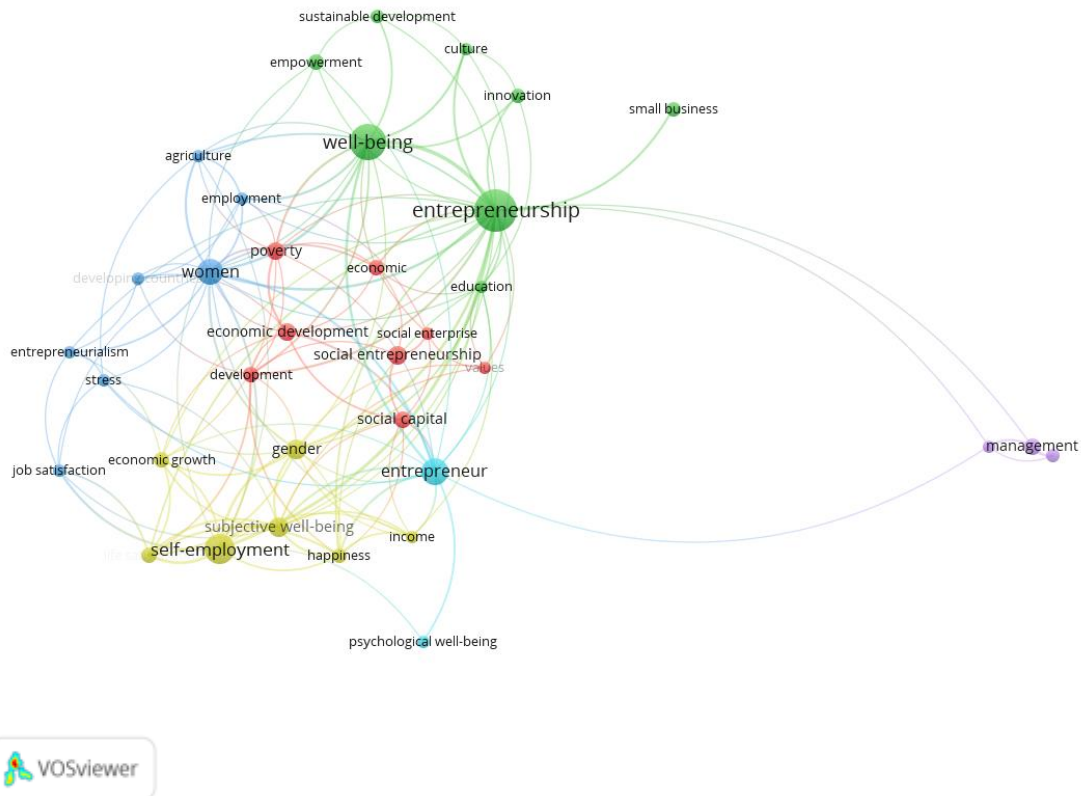 sustainable development
culture
empowerment
innovation
small business
well-being
agriculture
employment
entrepreneurship
poverty
economic
women
developing countries
education
economic development
social enterprise
entrepreneurialism
social entrepreneurship
values
stress
development
social capital
gender
management
economic growth
job satisfaction
entrepreneur
subjective well-being
income
self-employment
happiness
psychological well-being
VOSviewer